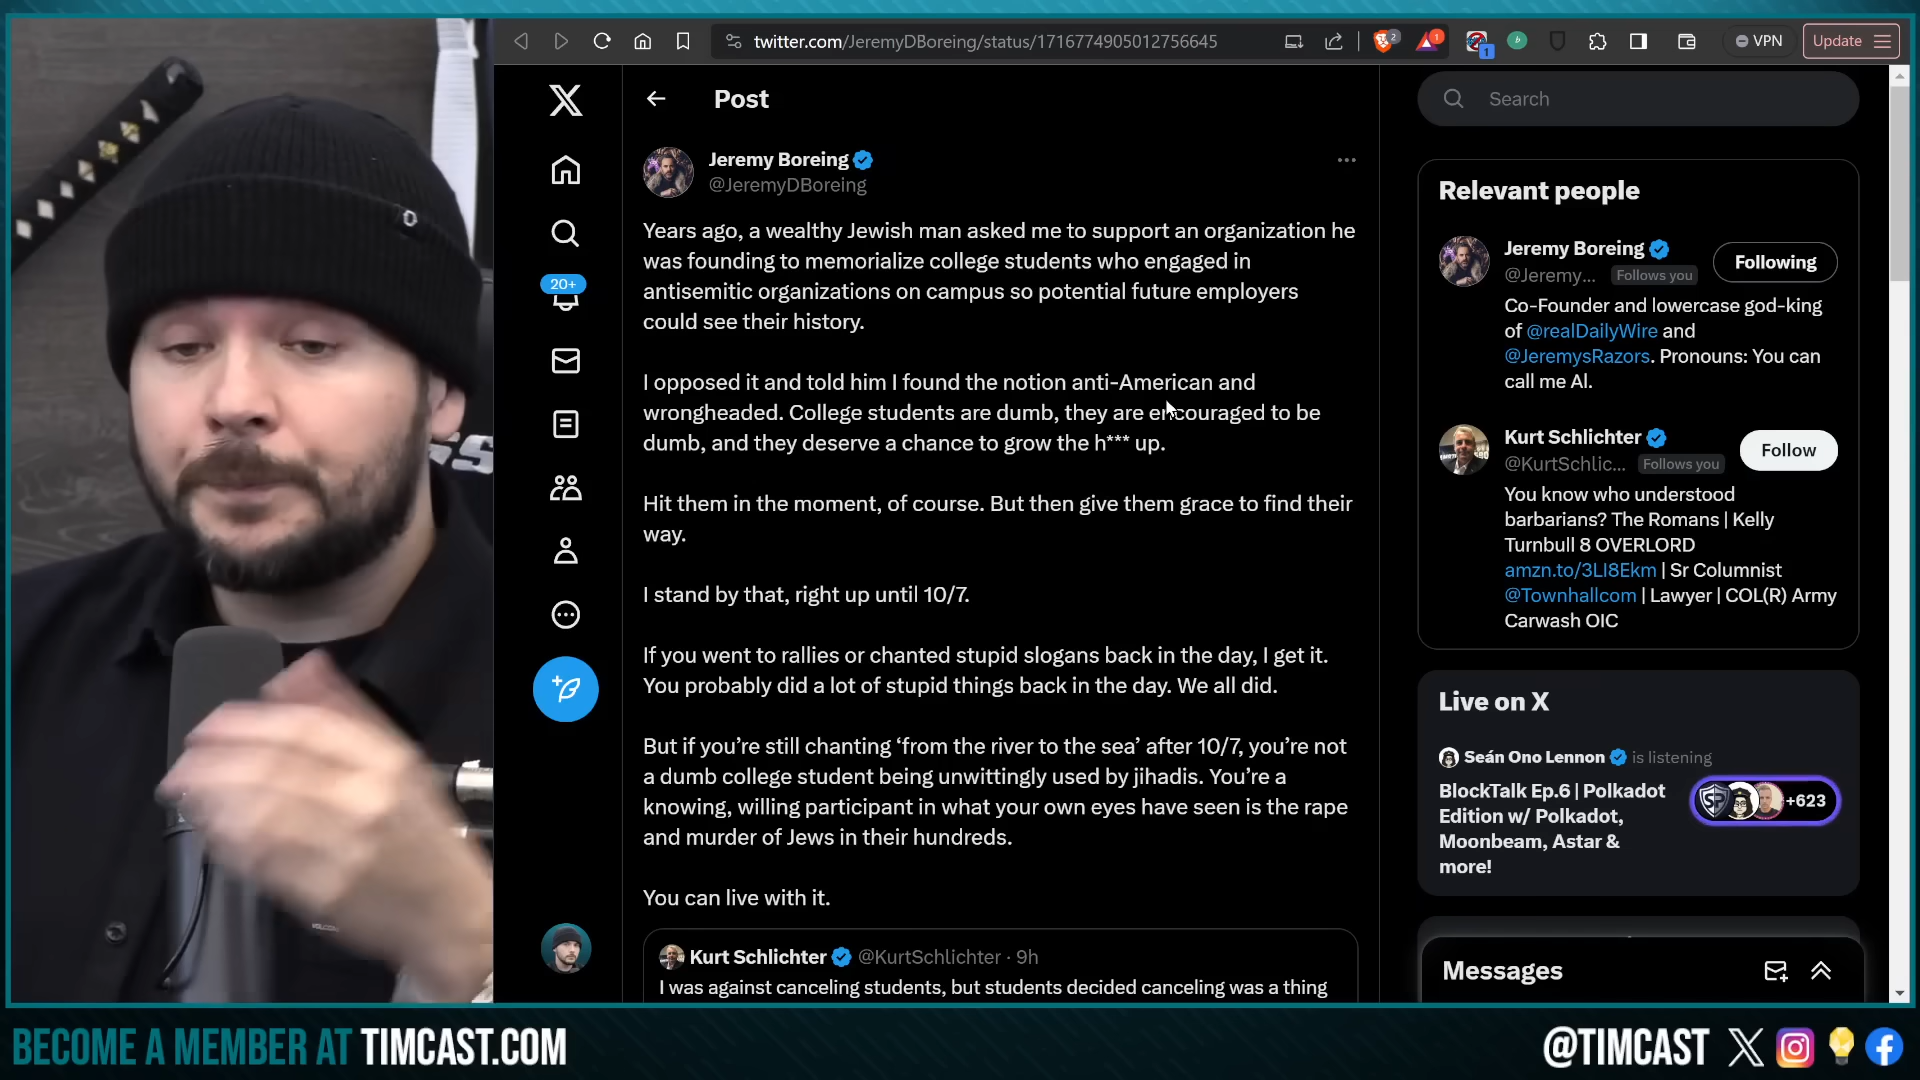 twitter.com/JeremyDBoreing/status/1716774905012756645
2
1
1
b
VPN
Update
Post
Search
Jeremy Boreing
@JeremyDBoreing
Years ago, a wealthy Jewish man asked me to support an organization he
was founding to memorialize college students who engaged in
antisemitic organizations on campus so potential future employers
could see their history.
I opposed it and told him I found the notion anti-American and
wrongheaded. College students are dumb, they are encouraged to be
dumb, and they deserve a chance to grow the h*** up.
Hit them in the moment, of course. But then give them grace to find their
way.
I stand by that, right up until 10/7.
If you went to rallies or chanted stupid slogans back in the day, I get it.
You probably did a lot of stupid things back in the day. We all did.
But if you’re still chanting ‘from the river to the sea’ after 10/7, you’re not
a dumb college student being unwittingly used by jihadis. You’re a
knowing, willing participant in what your own eyes have seen is the rape
and murder of Jews in their hundreds.
You can live with it.
Kurt Schlichter @KurtSchlichter · 9h
I was against canceling students, but students decided canceling was a thing
20+
Relevant people
Jeremy Boreing
@Jeremy... Follows you
Following
Co-Founder and lowercase god-king
of @realDailyWire and
@JeremysRazors. Pronouns: You can
call me Al.
Kurt Schlichter
@KurtSchlic... Follows you
Follow
You know who understood
barbarians? The Romans | Kelly
Turnbull 8 OVERLORD
amzn.to/3LI8Ekm | Sr Columnist
@Townhallcom | Lawyer | COL(R) Army
Carwash OIC
Live on X
Seán Ono Lennon is listening
BlockTalk Ep.6 | Polkadot
Edition w/ Polkadot,
Moonbeam, Astar &
more!
+623
Messages
BECOME A MEMBER AT TIMCAST.COM
@TIMCAST